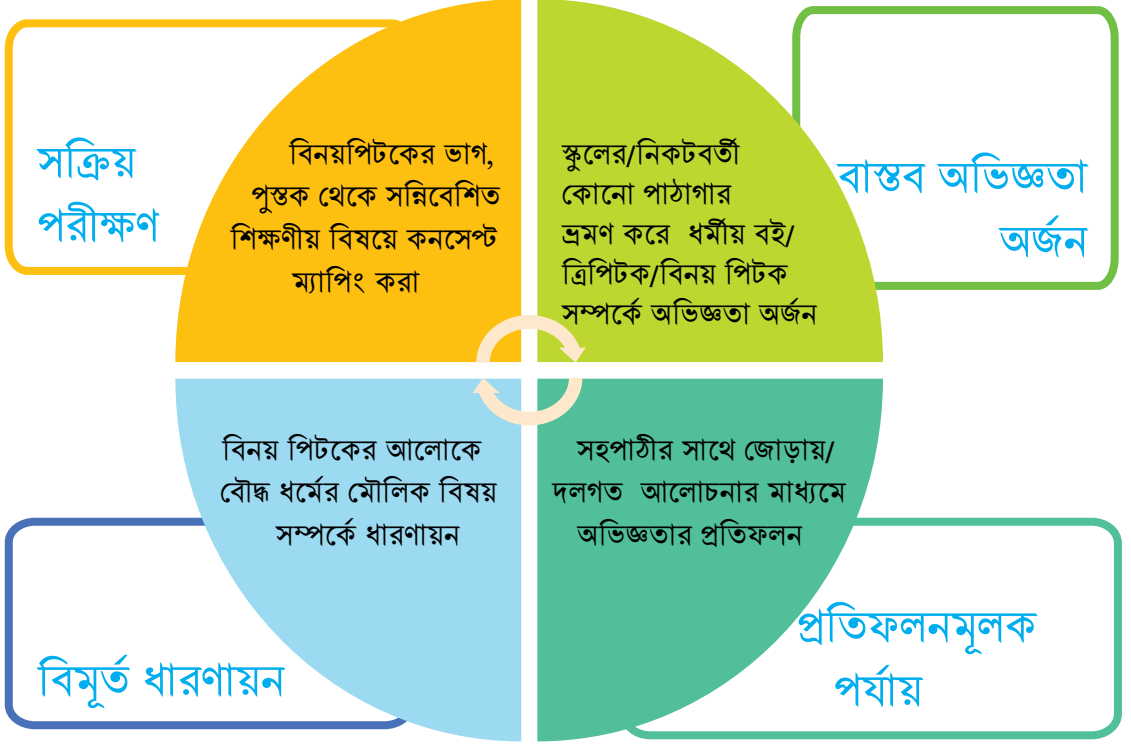 সক্রিয়
পরীক্ষণ
বিনয়পিটকের ভাগ,
পুস্তক থেকে সন্নিবেশিত
শিক্ষণীয় বিষয়ে কনসেপ্ট
ম্যাপিং করা
স্কুলের/নিকটবর্তী
কোনো পাঠাগার
ভ্রমণ করে ধর্মীয় বই/
ত্রিপিটক/বিনয় পিটক
সম্পর্কে অভিজ্ঞতা অর্জন
বাস্তব অভিজ্ঞতা
অর্জন
বিনয় পিটকের আলোকে
বৌদ্ধ ধর্মের মৌলিক বিষয়
সম্পর্কে ধারণায়ন
বিমূর্ত ধারণায়ন
সহপাঠীর সাথে জোড়ায়/
দলগত আলোচনার মাধ্যমে
অভিজ্ঞতার প্রতিফলন
প্রতিফলনমূলক
পর্যায়